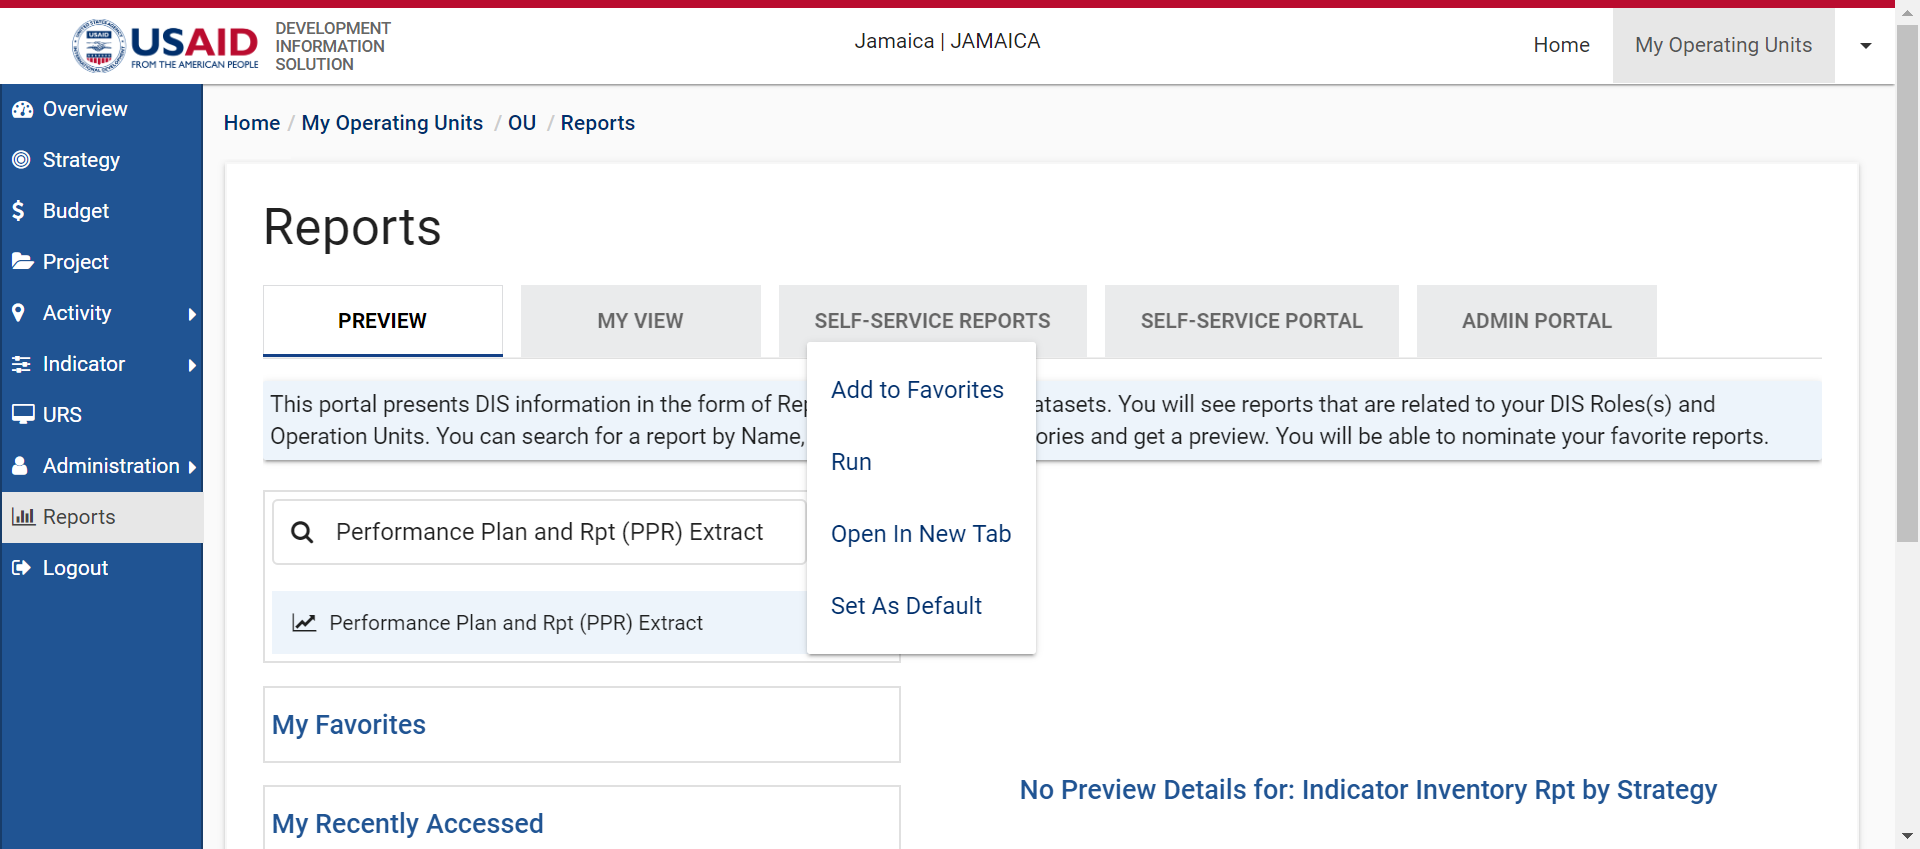 USAID
FROM THE AMERICAN PEOPLE
DEVELOPMENT
INFORMATION
SOLUTION
Jamaica | JAMAICA
Home
My Operating Units
Overview
Strategy
Budget
Project
Activity
Indicator
URS
Administration
Reports
Logout
Home / My Operating Units / OU / Reports
Reports
PREVIEW
MY VIEW
SELF-SERVICE REPORTS
SELF-SERVICE PORTAL
ADMIN PORTAL
This portal presents DIS information in the form of Rep atasets. You will see reports that are related to your DIS Roles(s) and
Operation Units. You can search for a report by Name, ories and get a preview. You will be able to nominate your favorite reports.
Add to Favorites
Run
Open In New Tab
Set As Default
Performance Plan and Rpt (PPR) Extract
Performance Plan and Rpt (PPR) Extract
My Favorites
My Recently Accessed
No Preview Details for: Indicator Inventory Rpt by Strategy